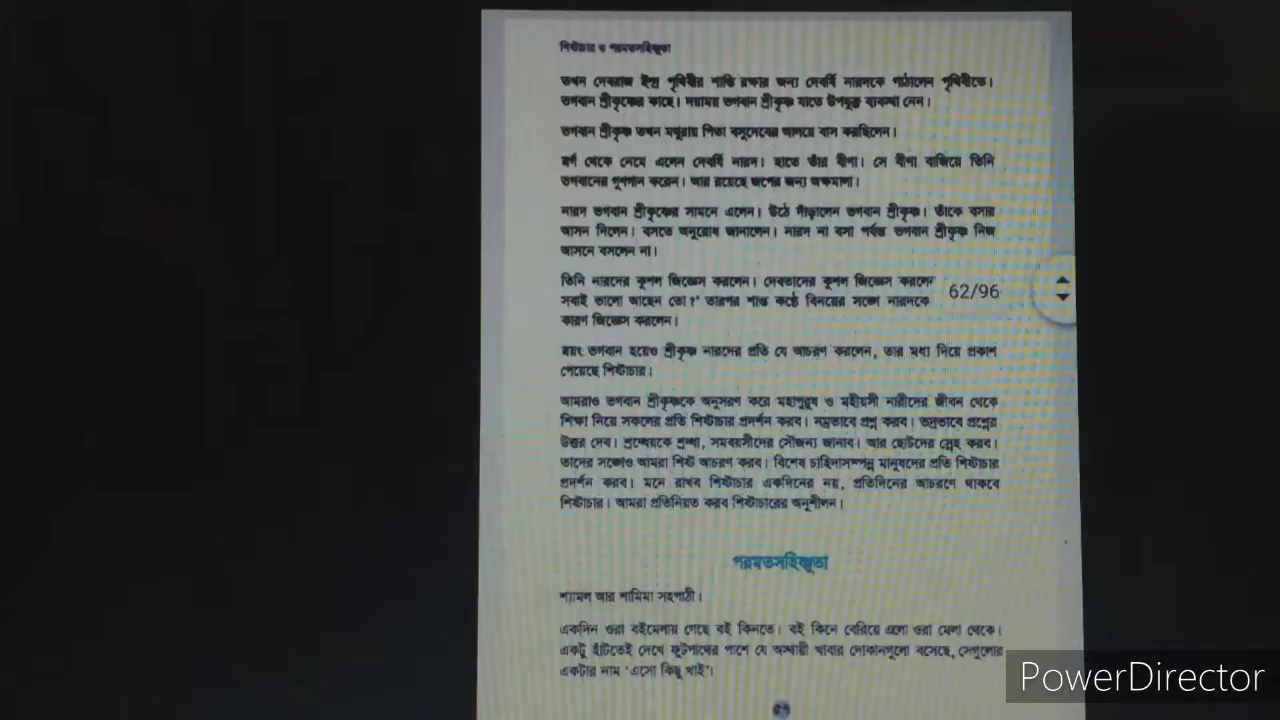 শিষ্টাচার ও পরমতসহিষ্ণুতা
তখন দেবরাজ ইন্দ্র পৃথিবীর শান্তি রক্ষার জন্য দেবর্ষি নারদকে পাঠালেন পৃথিবীতে।
ভগবান শ্রীকৃষ্ণের কাছে। দয়াময় ভগবান শ্রীকৃষ্ণ যাতে উপযুক্ত ব্যবস্থা নেন।
ভগবান শ্রীকৃষ্ণ তখন মথুরায় পিতা বসুদেবের আলয়ে বাস করছিলেন।
স্বর্গ থেকে নেমে এলেন দেবর্ষি নারদ। হাতে তাঁর বীণা। সে বীণা বাজিয়ে তিনি
ভগবানের গুণগান করেন। আর রয়েছে জপের জন্য অক্ষমালা।
নারদ ভগবান শ্রীকৃষ্ণের সামনে এলেন। উঠে দাঁড়ালেন ভগবান শ্রীকৃষ্ণ। তাঁকে বসার
আসন দিলেন। বসতে অনুরোধ জানালেন। নারদ না বসা পর্যন্ত ভগবান শ্রীকৃষ্ণ নিজ
আসনে বসলেন না।
তিনি নারদের কুশল জিজ্ঞেস করলেন। দেবতাদের কুশল জিজ্ঞেস করলে
সবাই ভালো আছেন তো?’ তারপর শান্ত কণ্ঠে বিনয়ের সঙ্গে নারদকে
কারণ জিজ্ঞেস করলেন।
62/96
স্বয়ং ভগবান হয়েও শ্রীকৃষ্ণ নারদের প্রতি যে আচরণ করলেন, তার মধ্য দিয়ে প্রকাশ
পেয়েছে শিষ্টাচার।
আমরাও ভগবান শ্রীকৃষ্ণকে অনুসরণ করে মহাপুরুষ ও মহীয়সী নারীদের জীবন থেকে
শিক্ষা নিয়ে সকলের প্রতি শিষ্টাচার প্রদর্শন করব। নম্রভাবে প্রশ্ন করব। ভদ্রভাবে প্রশ্নের
উত্তর দেব। শ্রদ্ধেয়কে শ্রদ্ধা, সমবয়সীদের সৌজন্য জানাব। আর ছোটদের স্নেহ করব।
তাদের সঙ্গেও আমরা শিষ্ট আচরণ করব। বিশেষ চাহিদাসম্পন্ন মানুষদের প্রতি শিষ্টাচার
প্রদর্শন করব। মনে রাখব শিষ্টাচার একদিনের নয়, প্রতিদিনের আচরণে থাকবে
শিষ্টাচার। আমরা প্রতিনিয়ত করব শিষ্টাচারের অনুশীলন।
পরমতসহিষ্ণুতা
শ্যামল আর শামিমা সহপাঠী।
একদিন ওরা বইমেলায় গেছে বই কিনতে। বই কিনে বেরিয়ে এলো ওরা মেলা থেকে।
একটু হাঁটতেই দেখে ফুটপাথের পাশে যে অস্থায়ী খাবার দোকানগুলো বসেছে, সেগুলোর
একটার নাম ‘এসো কিছু খাই’।
PowerDirector